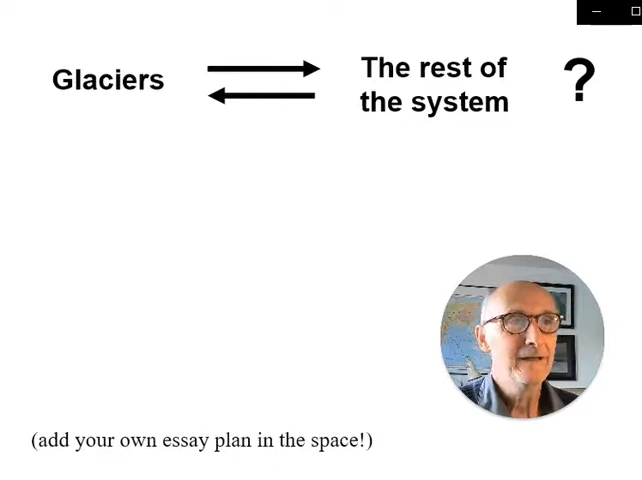 Glaciers
The rest of
the system
?
(add your own essay plan in the space!)